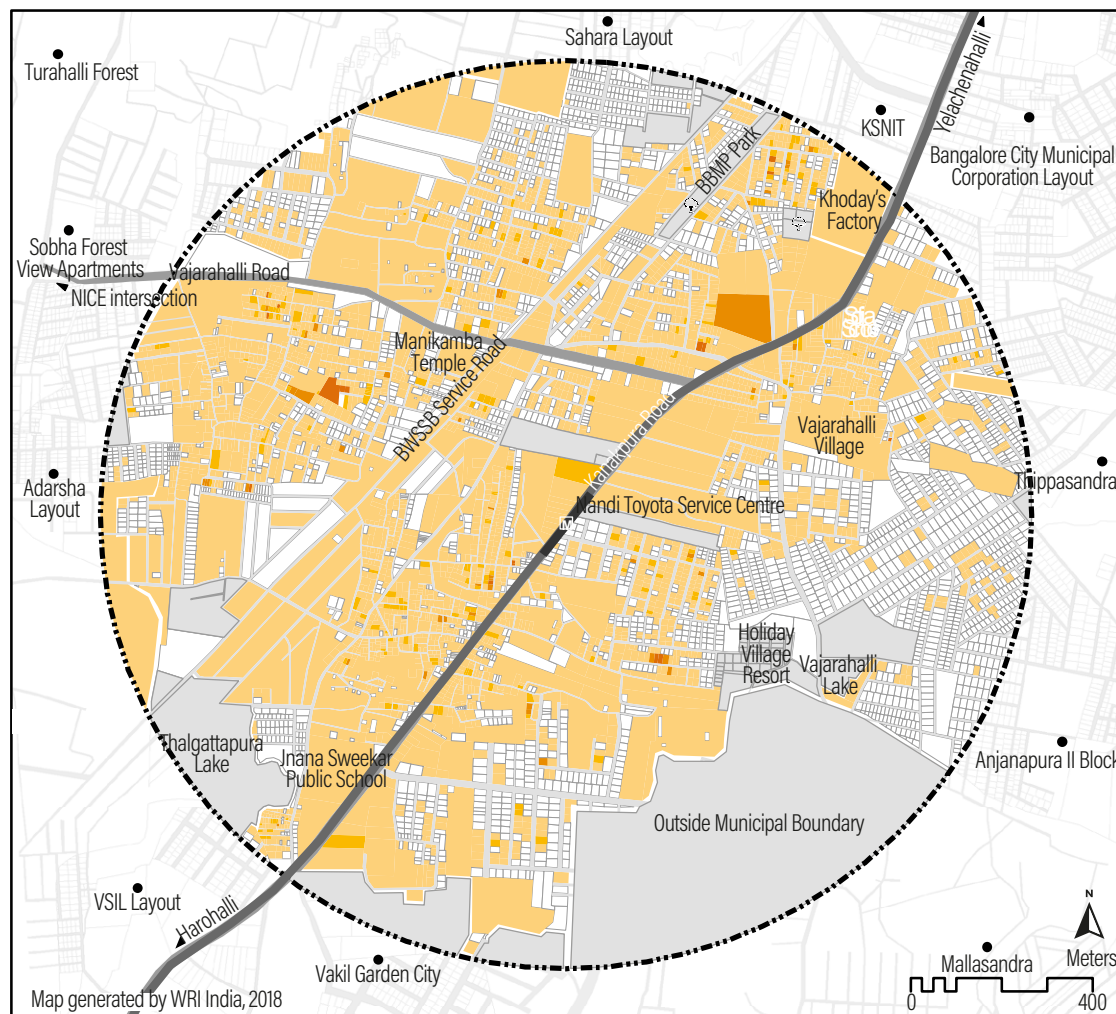 Sahara Layout
Turahalli Forest
Yelachenahalli
KSNIT
BBMP Park
Bangalore City Municipal
Corporation Layout
Khoday's
Factory
Sobha Forest
View Apartments
Vajarahalli Road
NICE intersection
Manikamba
Temple
BWSSB Service Road
Kanakpura Road
Vajarahalli
Village
Adarsha
Layout
Thippasandra
Nandi Toyota Service Centre
M
Holiday
Village
Resort
Vajarahalli
Lake
Thalgattapura
Lake
Jnana Sweekar
Public School
Anjanapura II Block
Outside Municipal Boundary
VSIL Layout
Harohalli
N
Vakil Garden City
Mallasandra
Meters
0 400
Map generated by WRI India, 2018